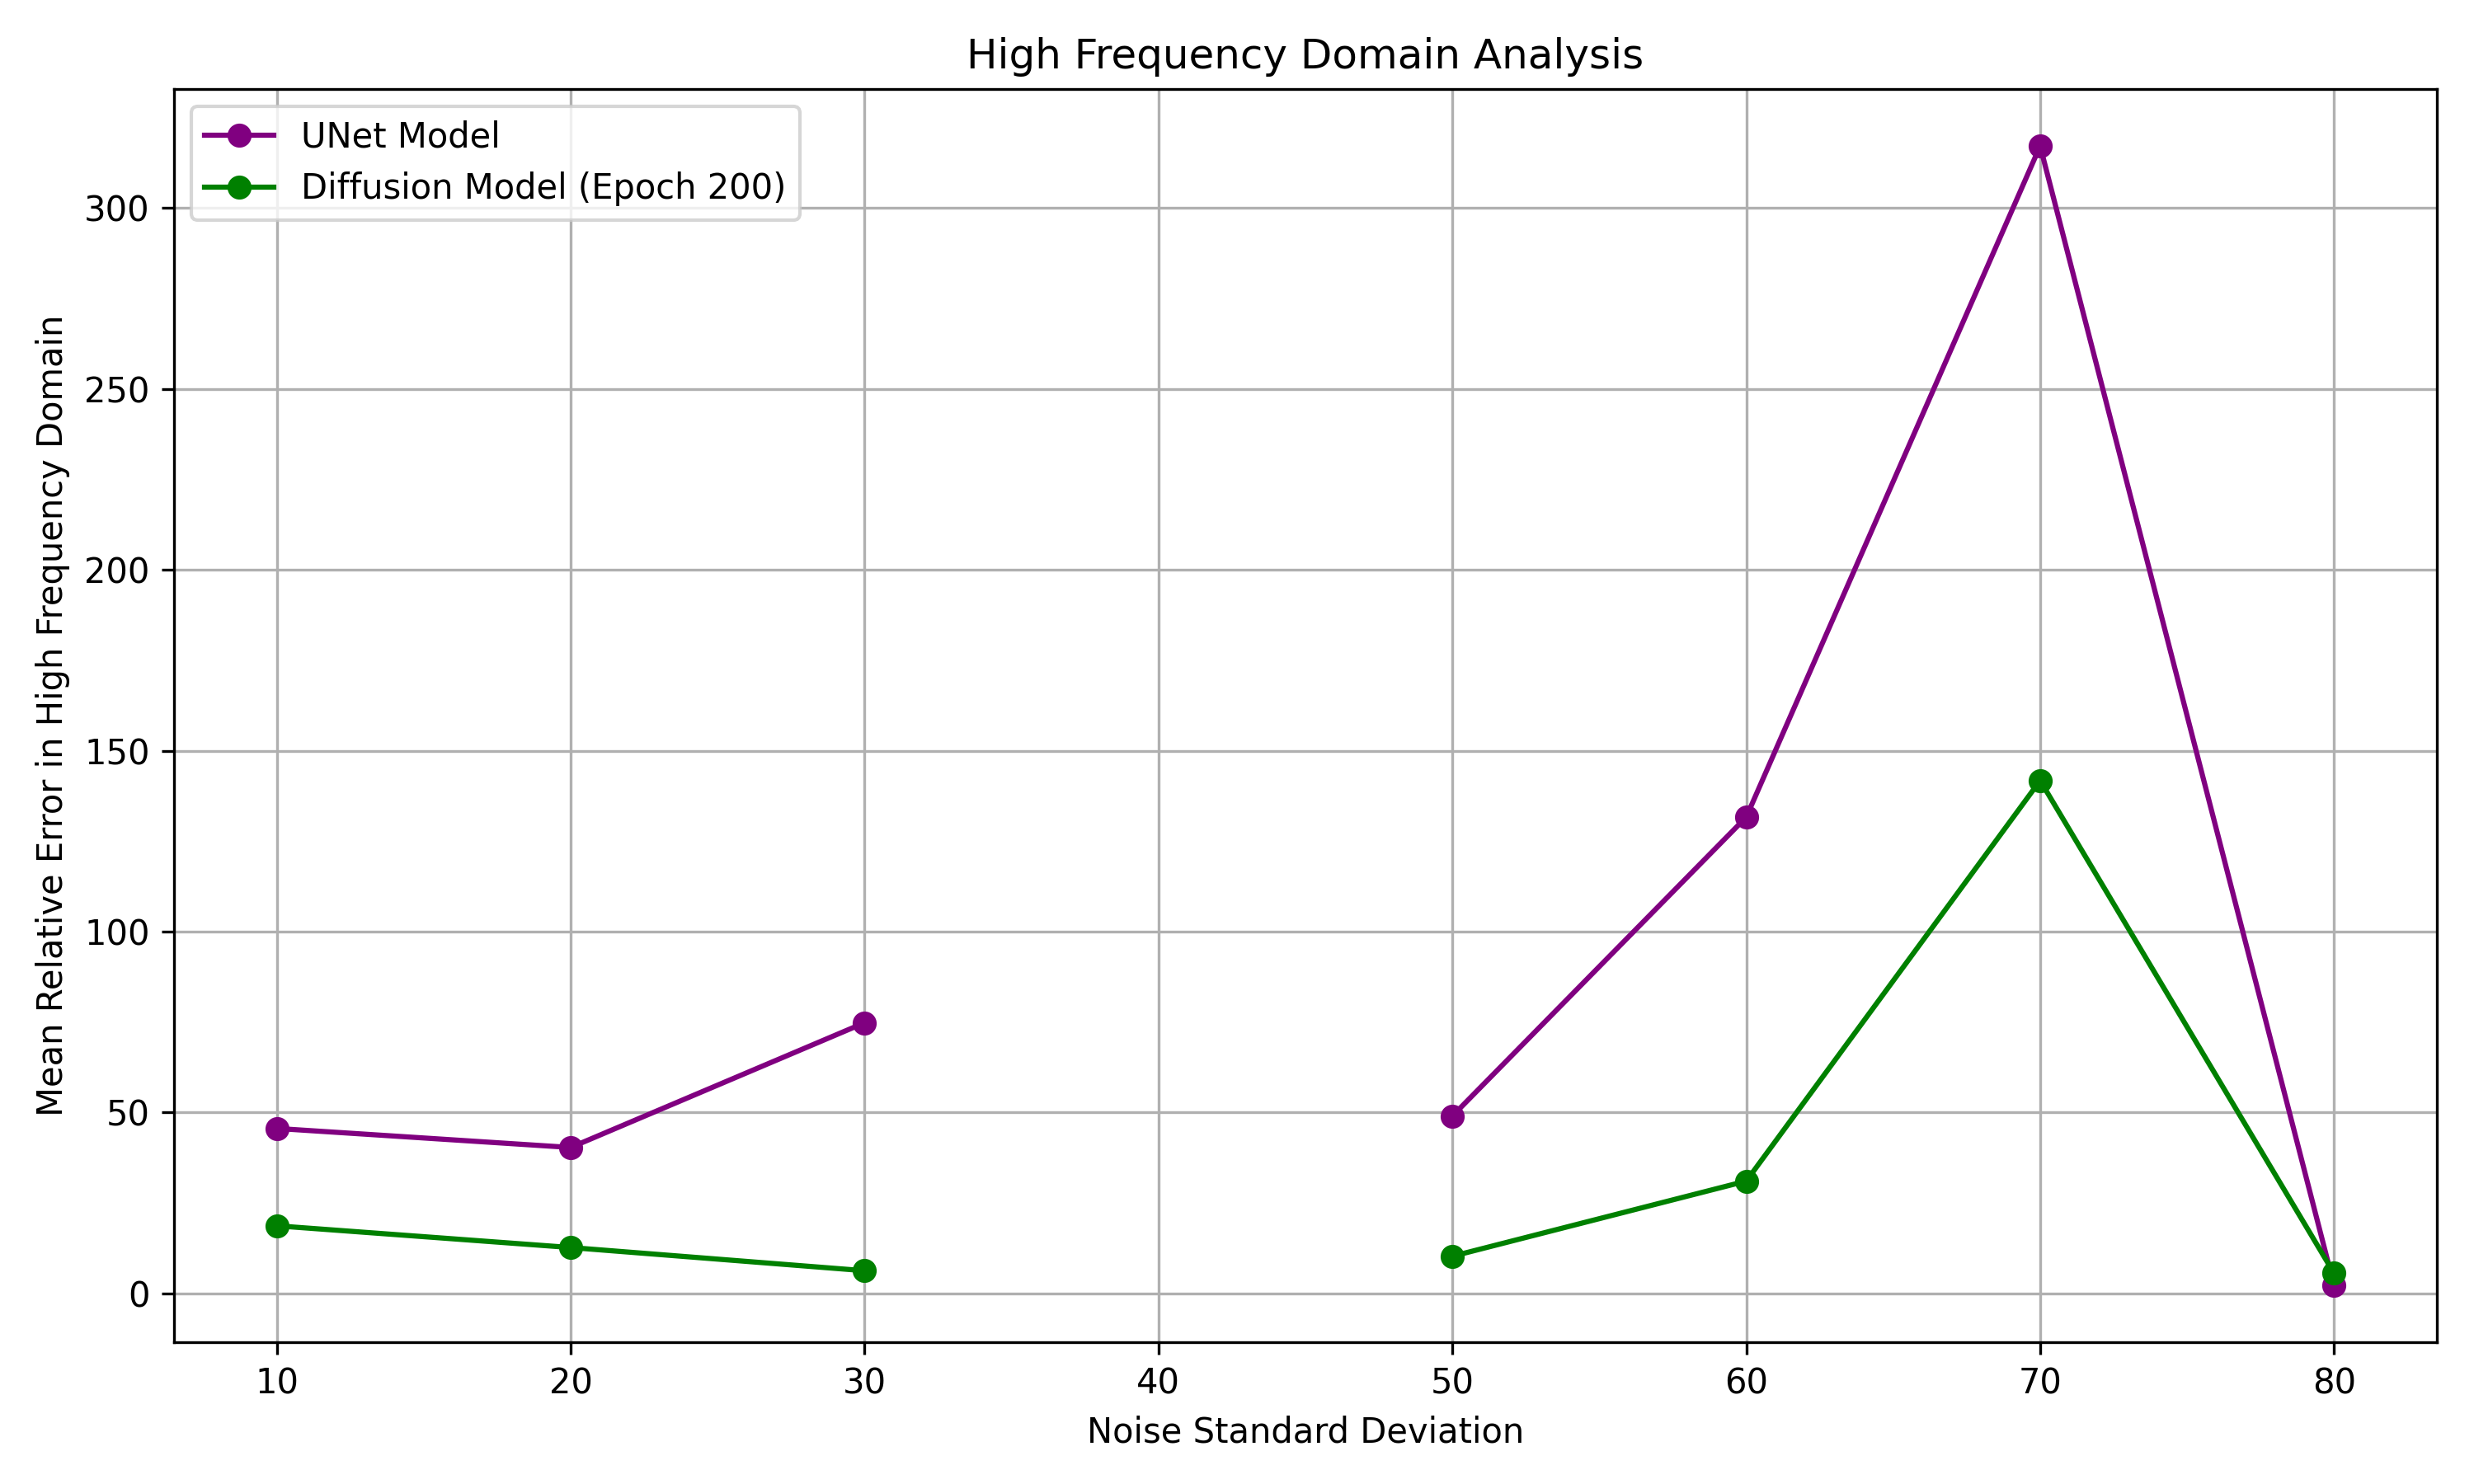 High Frequency Domain Analysis
UNet Model
Diffusion Model (Epoch 200)
Mean Relative Error in High Frequency Domain
300
250
200
150
100
50
0
10 20 30 40 50 60 70 80
Noise Standard Deviation